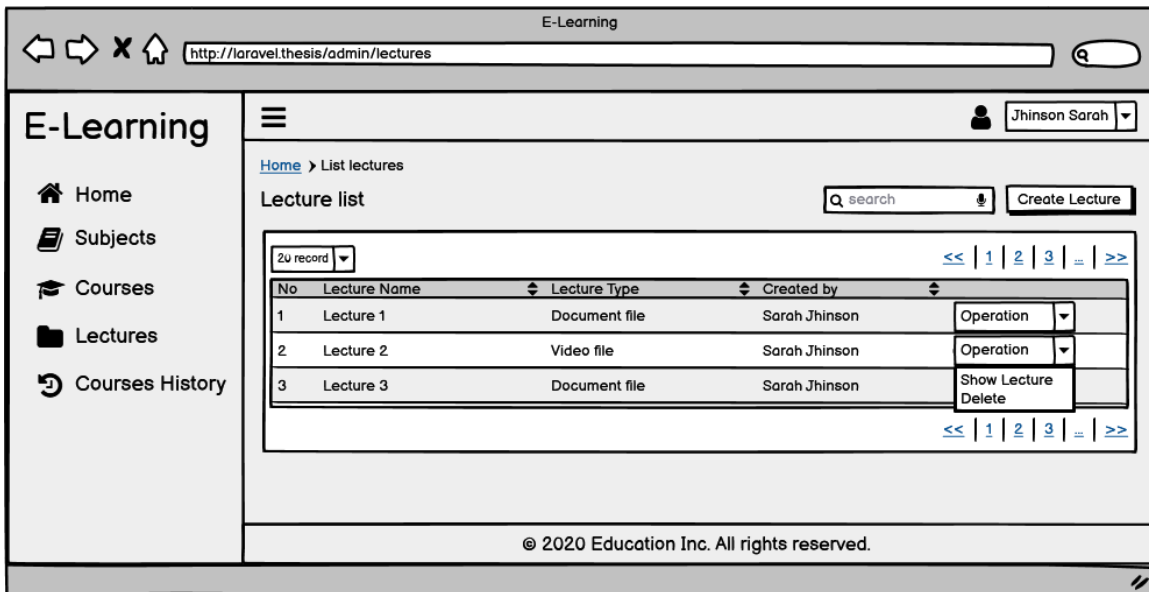 E-Learning
http://laravel.thesis/admin/lectures
E-Learning
Home
Subjects
Courses
Lectures
Courses History
Jhinson Sarah
Home > List lectures
Lecture list
search
Create Lecture
20 record
<< | 1 | 2 | 3 | ... | >>
No Lecture Name Lecture Type Created by
1 Lecture 1 Document file Sarah Jhinson Operation
2 Lecture 2 Video file Sarah Jhinson Operation
3 Lecture 3 Document file Sarah Jhinson
Show Lecture
Delete
<< | 1 | 2 | 3 | ... | >>
© 2020 Education Inc. All rights reserved.